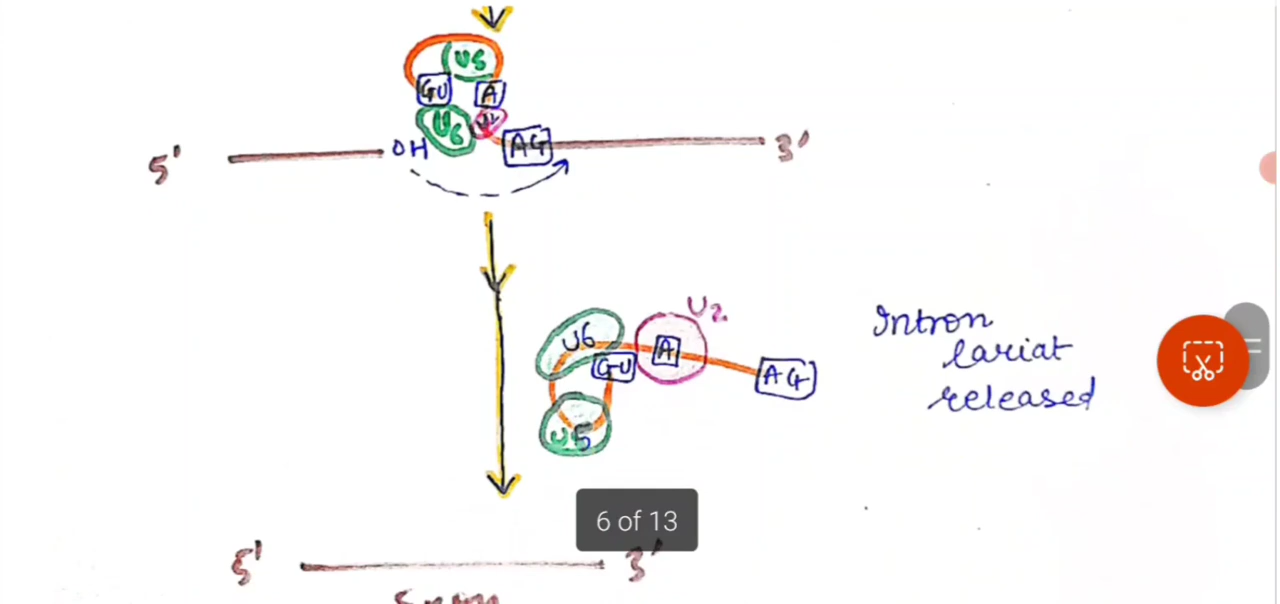 U5
GU A
U6 U2
5' OH AG 3'
U2
U6 A
GU AG
U5
Intron
lariat
released
6 of 13
5' 3'